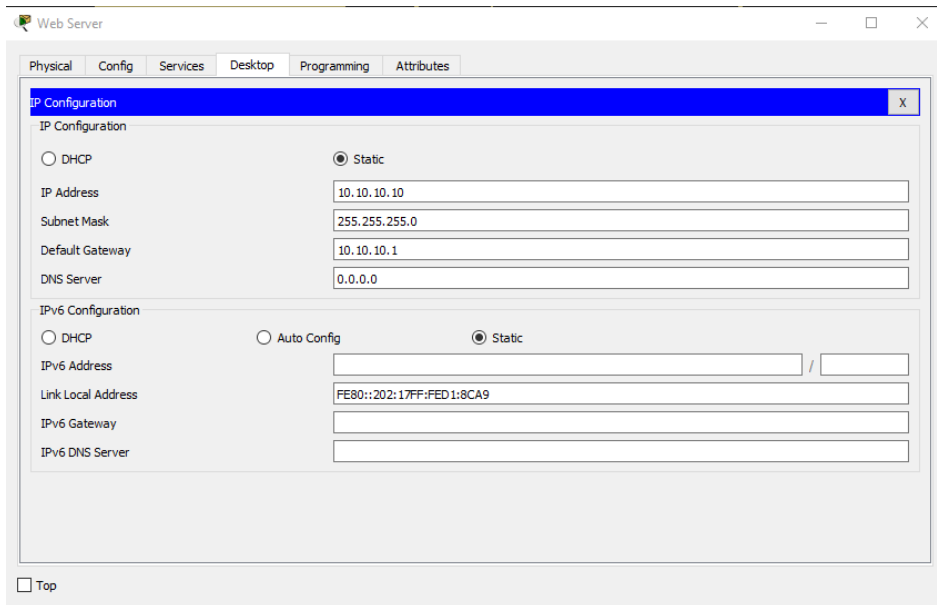 Web Server
Physical Config Services Desktop Programming Attributes
IP Configuration X
IP Configuration
DHCP Static
IP Address 10.10.10.10
Subnet Mask 255.255.255.0
Default Gateway 10.10.10.1
DNS Server 0.0.0.0
IPv6 Configuration
DHCP Auto Config Static
IPv6 Address /
Link Local Address FE80::202:17FF:FED1:8CA9
IPv6 Gateway
IPv6 DNS Server
Top